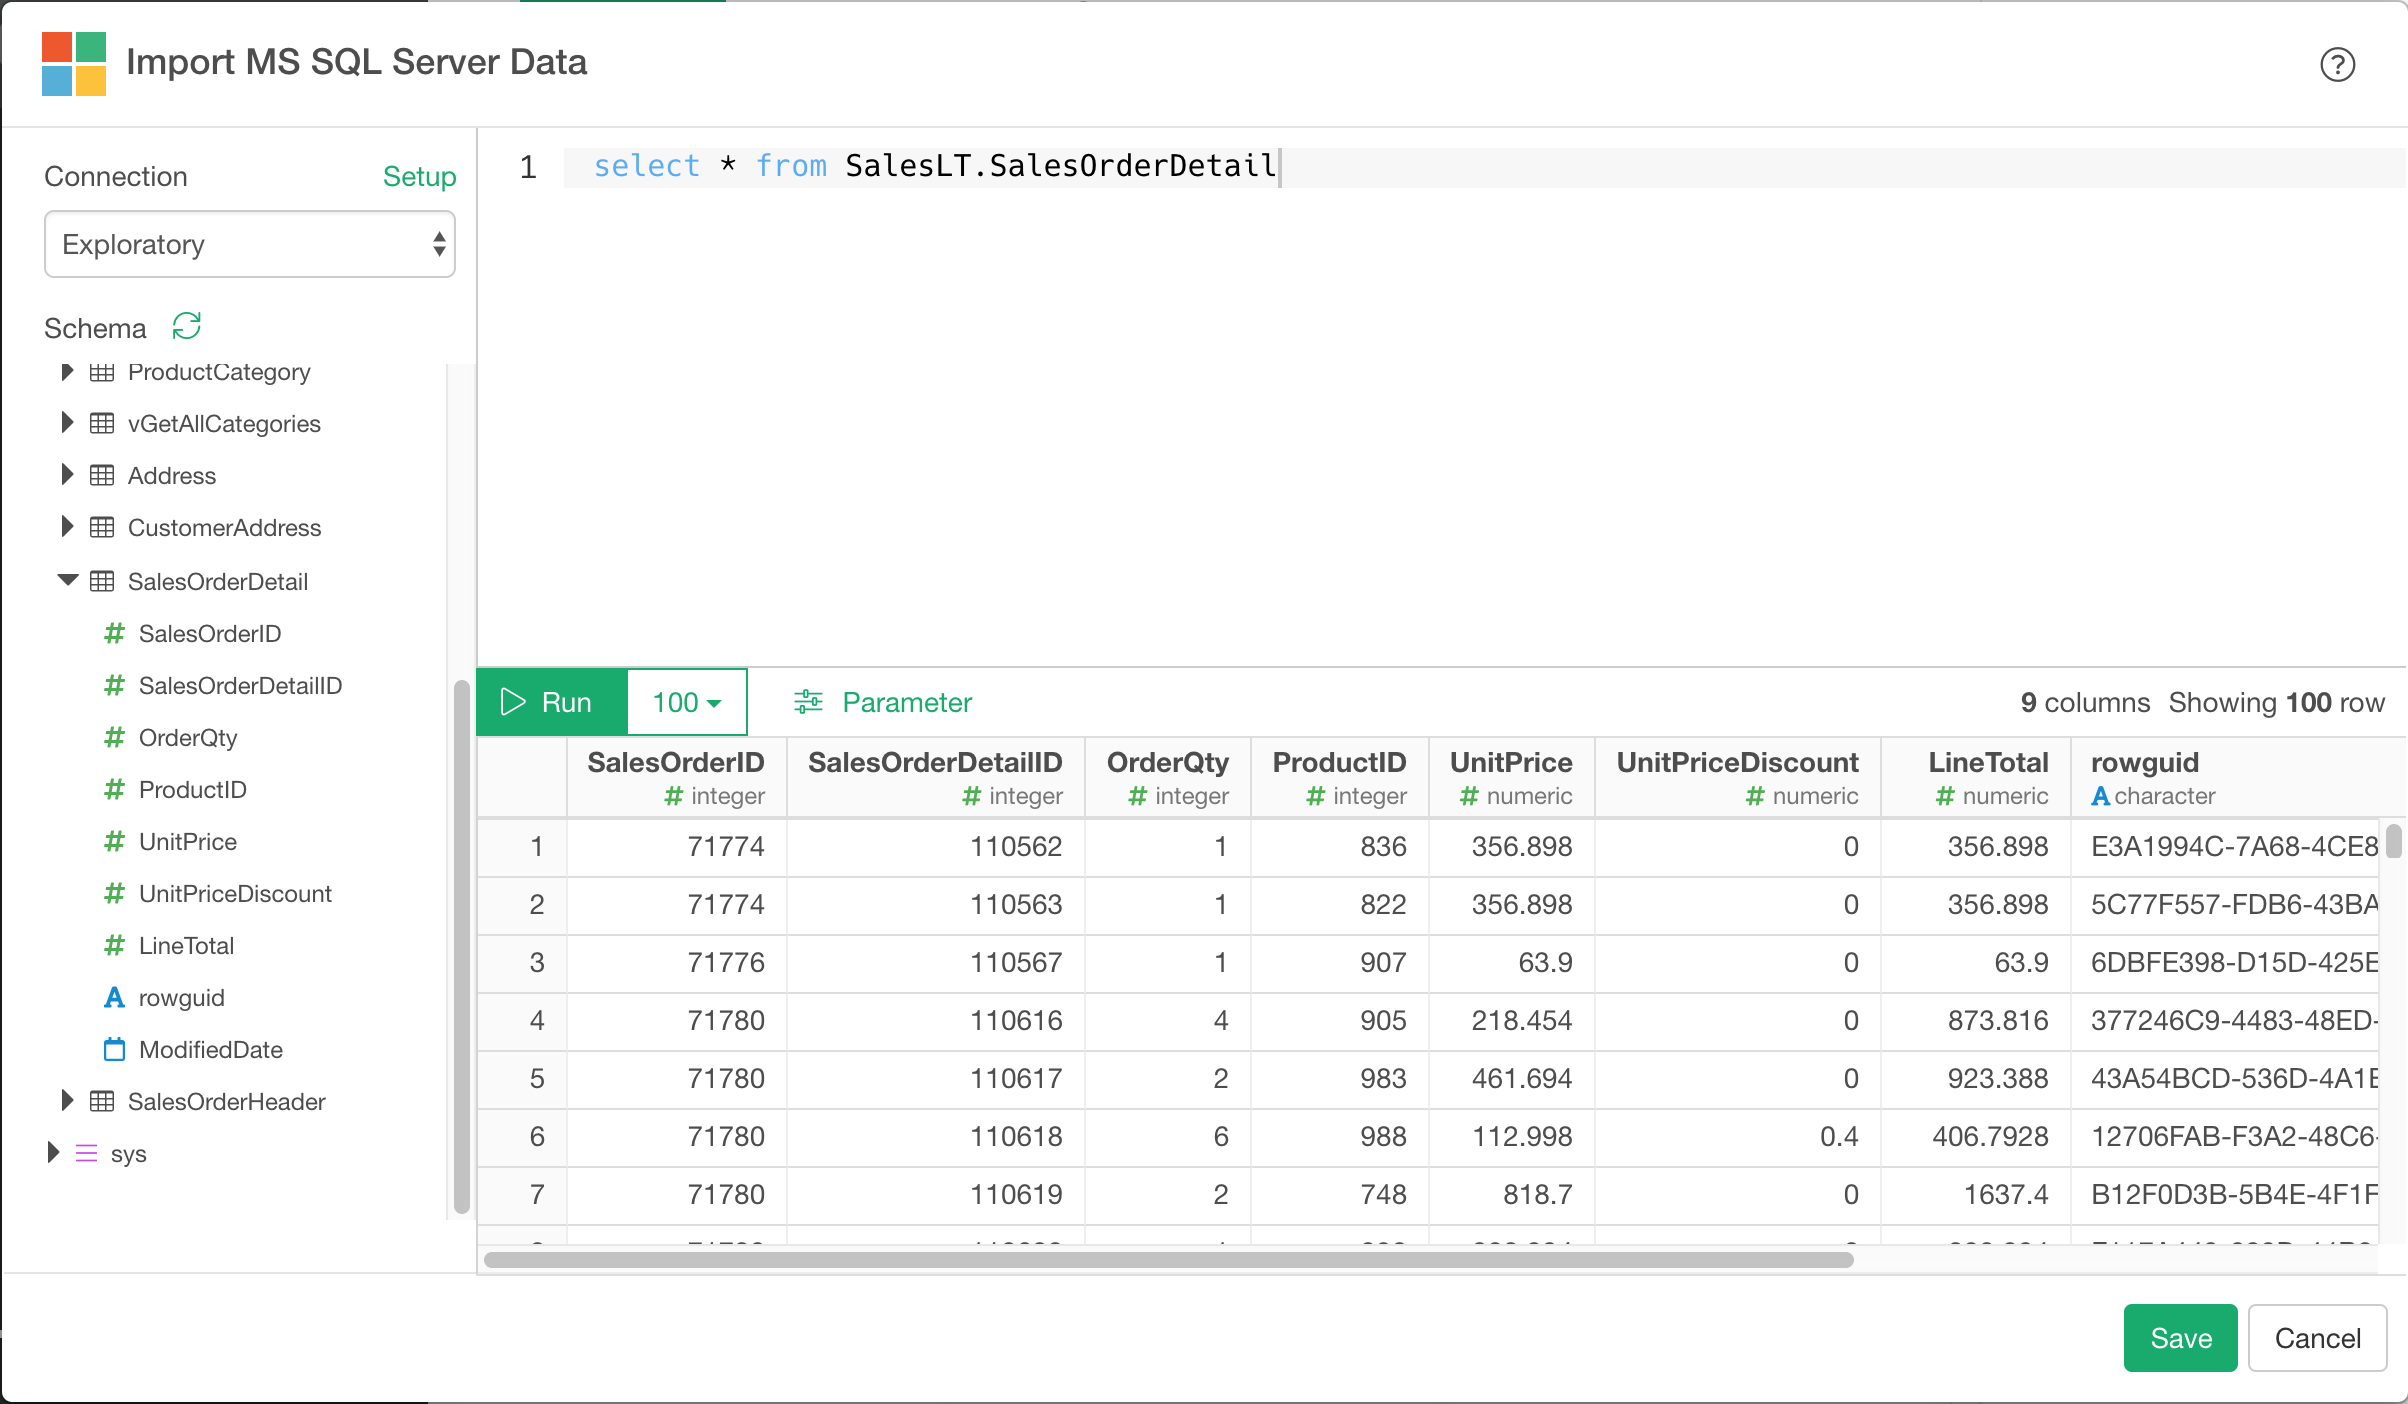 Import MS SQL Server Data
?
Connection Setup
Exploratory
Schema
ProductCategory
vGetAllCategories
Address
CustomerAddress
SalesOrderDetail
SalesOrderID
SalesOrderDetailID
OrderQty
ProductID
UnitPrice
UnitPriceDiscount
LineTotal
A rowguid
ModifiedDate
SalesOrderHeader
sys
1 select * from SalesLT.SalesOrderDetail
Run 100 Parameter 9 columns Showing 100 row
SalesOrderID SalesOrderDetailID OrderQty ProductID UnitPrice UnitPriceDiscount LineTotal rowguid
# integer # integer # integer # integer # numeric # numeric # numeric A character
1 71774 110562 1 836 356.898 0 356.898 E3A1994C-7A68-4CE8
2 71774 110563 1 822 356.898 0 356.898 5C77F557-FDB6-43BA
3 71776 110567 1 907 63.9 0 63.9 6DBFE398-D15D-425E
4 71780 110616 4 905 218.454 0 873.816 377246C9-4483-48ED-
5 71780 110617 2 983 461.694 0 923.388 43A54BCD-536D-4A1E
6 71780 110618 6 988 112.998 0.4 406.7928 12706FAB-F3A2-48C6-
7 71780 110619 2 748 818.7 0 1637.4 B12F0D3B-5B4E-4F1F
Save Cancel